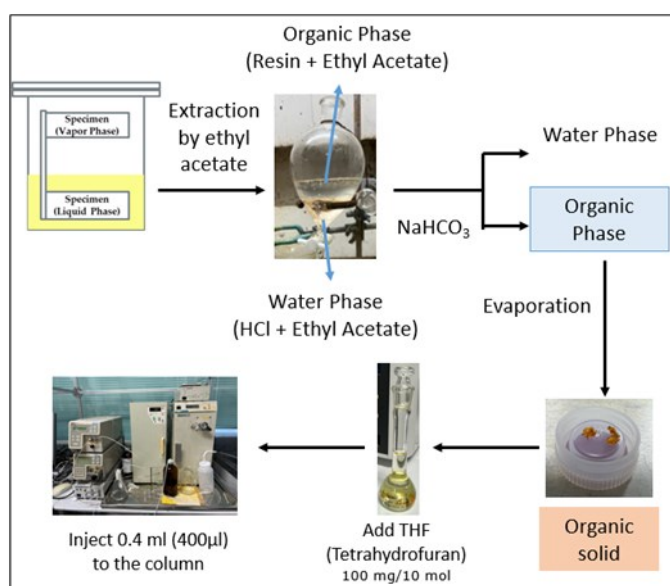 Organic Phase
(Resin + Ethyl Acetate)
Specimen
(Vapor Phase)
Specimen
(Liquid Phase)
Extraction
by ethyl
acetate
Water Phase
NaHCO₃
Organic
Phase
Water Phase
(HCl + Ethyl Acetate)
Evaporation
Inject 0.4 ml (400μl)
to the column
Add THF
(Tetrahydrofuran)
100 mg/10 mol
Organic
solid